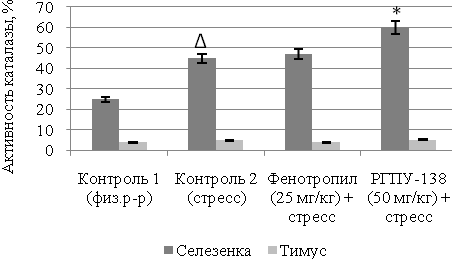 Активность каталазы, %
70
60
50
40
30
20
10
0
Δ
*
Контроль 1
(физ.р-р)
Контроль 2
(стресс)
Фенотропил
(25 мг/кг) +
стресс
РГПУ-138
(50 мг/кг) +
стресс
Селезенка
Тимус